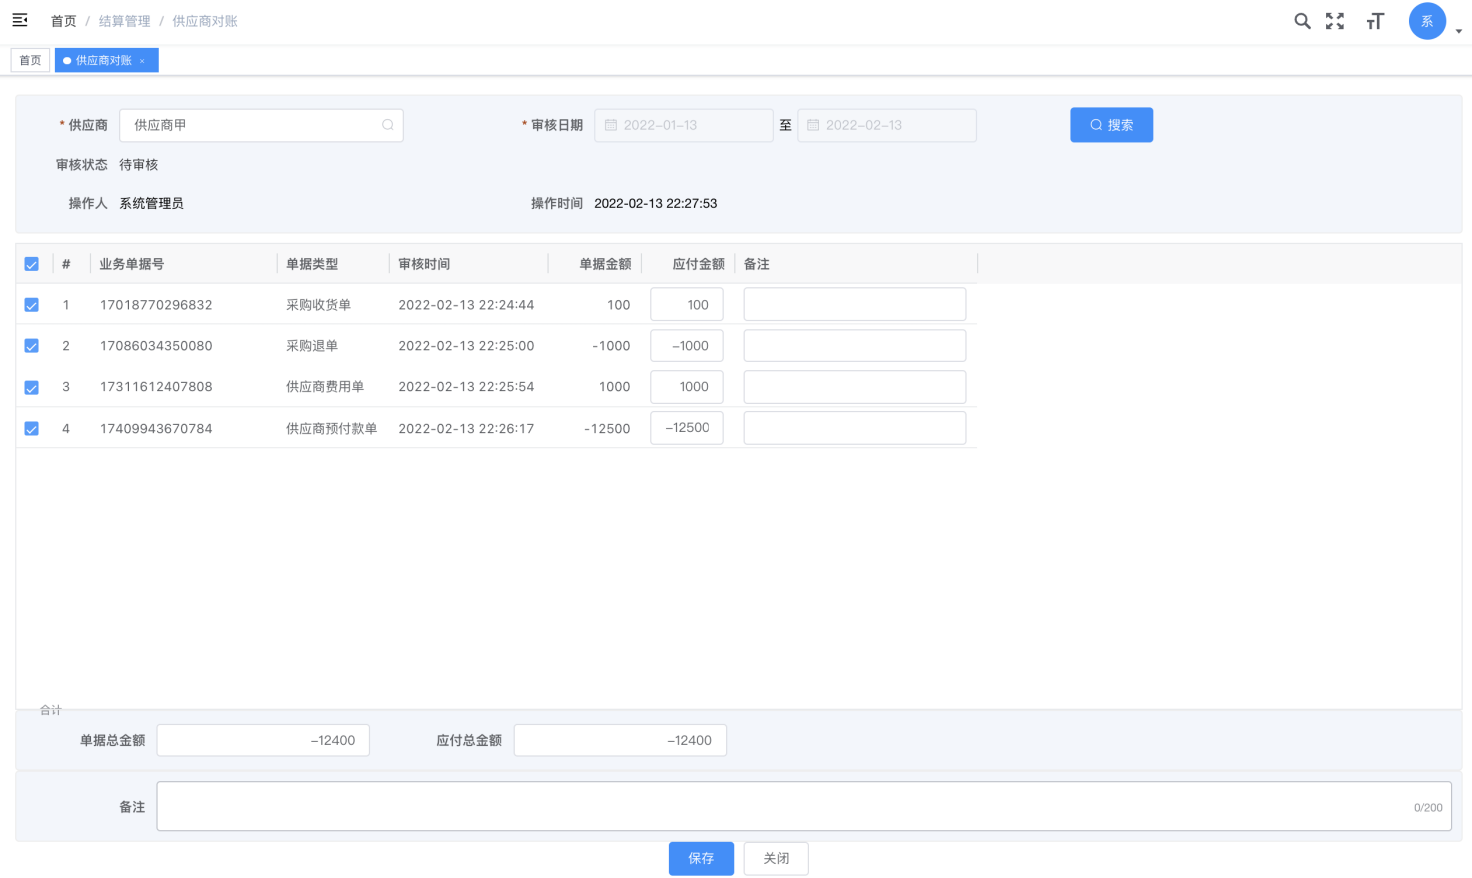 首页 / 结算管理 / 供应商对账
系
首页
供应商对账 ×
* 供应商 供应商甲 * 审核日期 2022-01-13 至 2022-02-13 搜索
审核状态 待审核
操作人 系统管理员 操作时间 2022-02-13 22:27:53
# 业务单据号 单据类型 审核时间 单据金额 应付金额 备注
1 17018770296832 采购收货单 2022-02-13 22:24:44 100 100
2 17086034350080 采购退单 2022-02-13 22:25:00 -1000 -1000
3 17311612407808 供应商费用单 2022-02-13 22:25:54 1000 1000
4 17409943670784 供应商预付款单 2022-02-13 22:26:17 -12500 -12500
合计
单据总金额 -12400 应付总金额 -12400
备注 0/200
保存 关闭